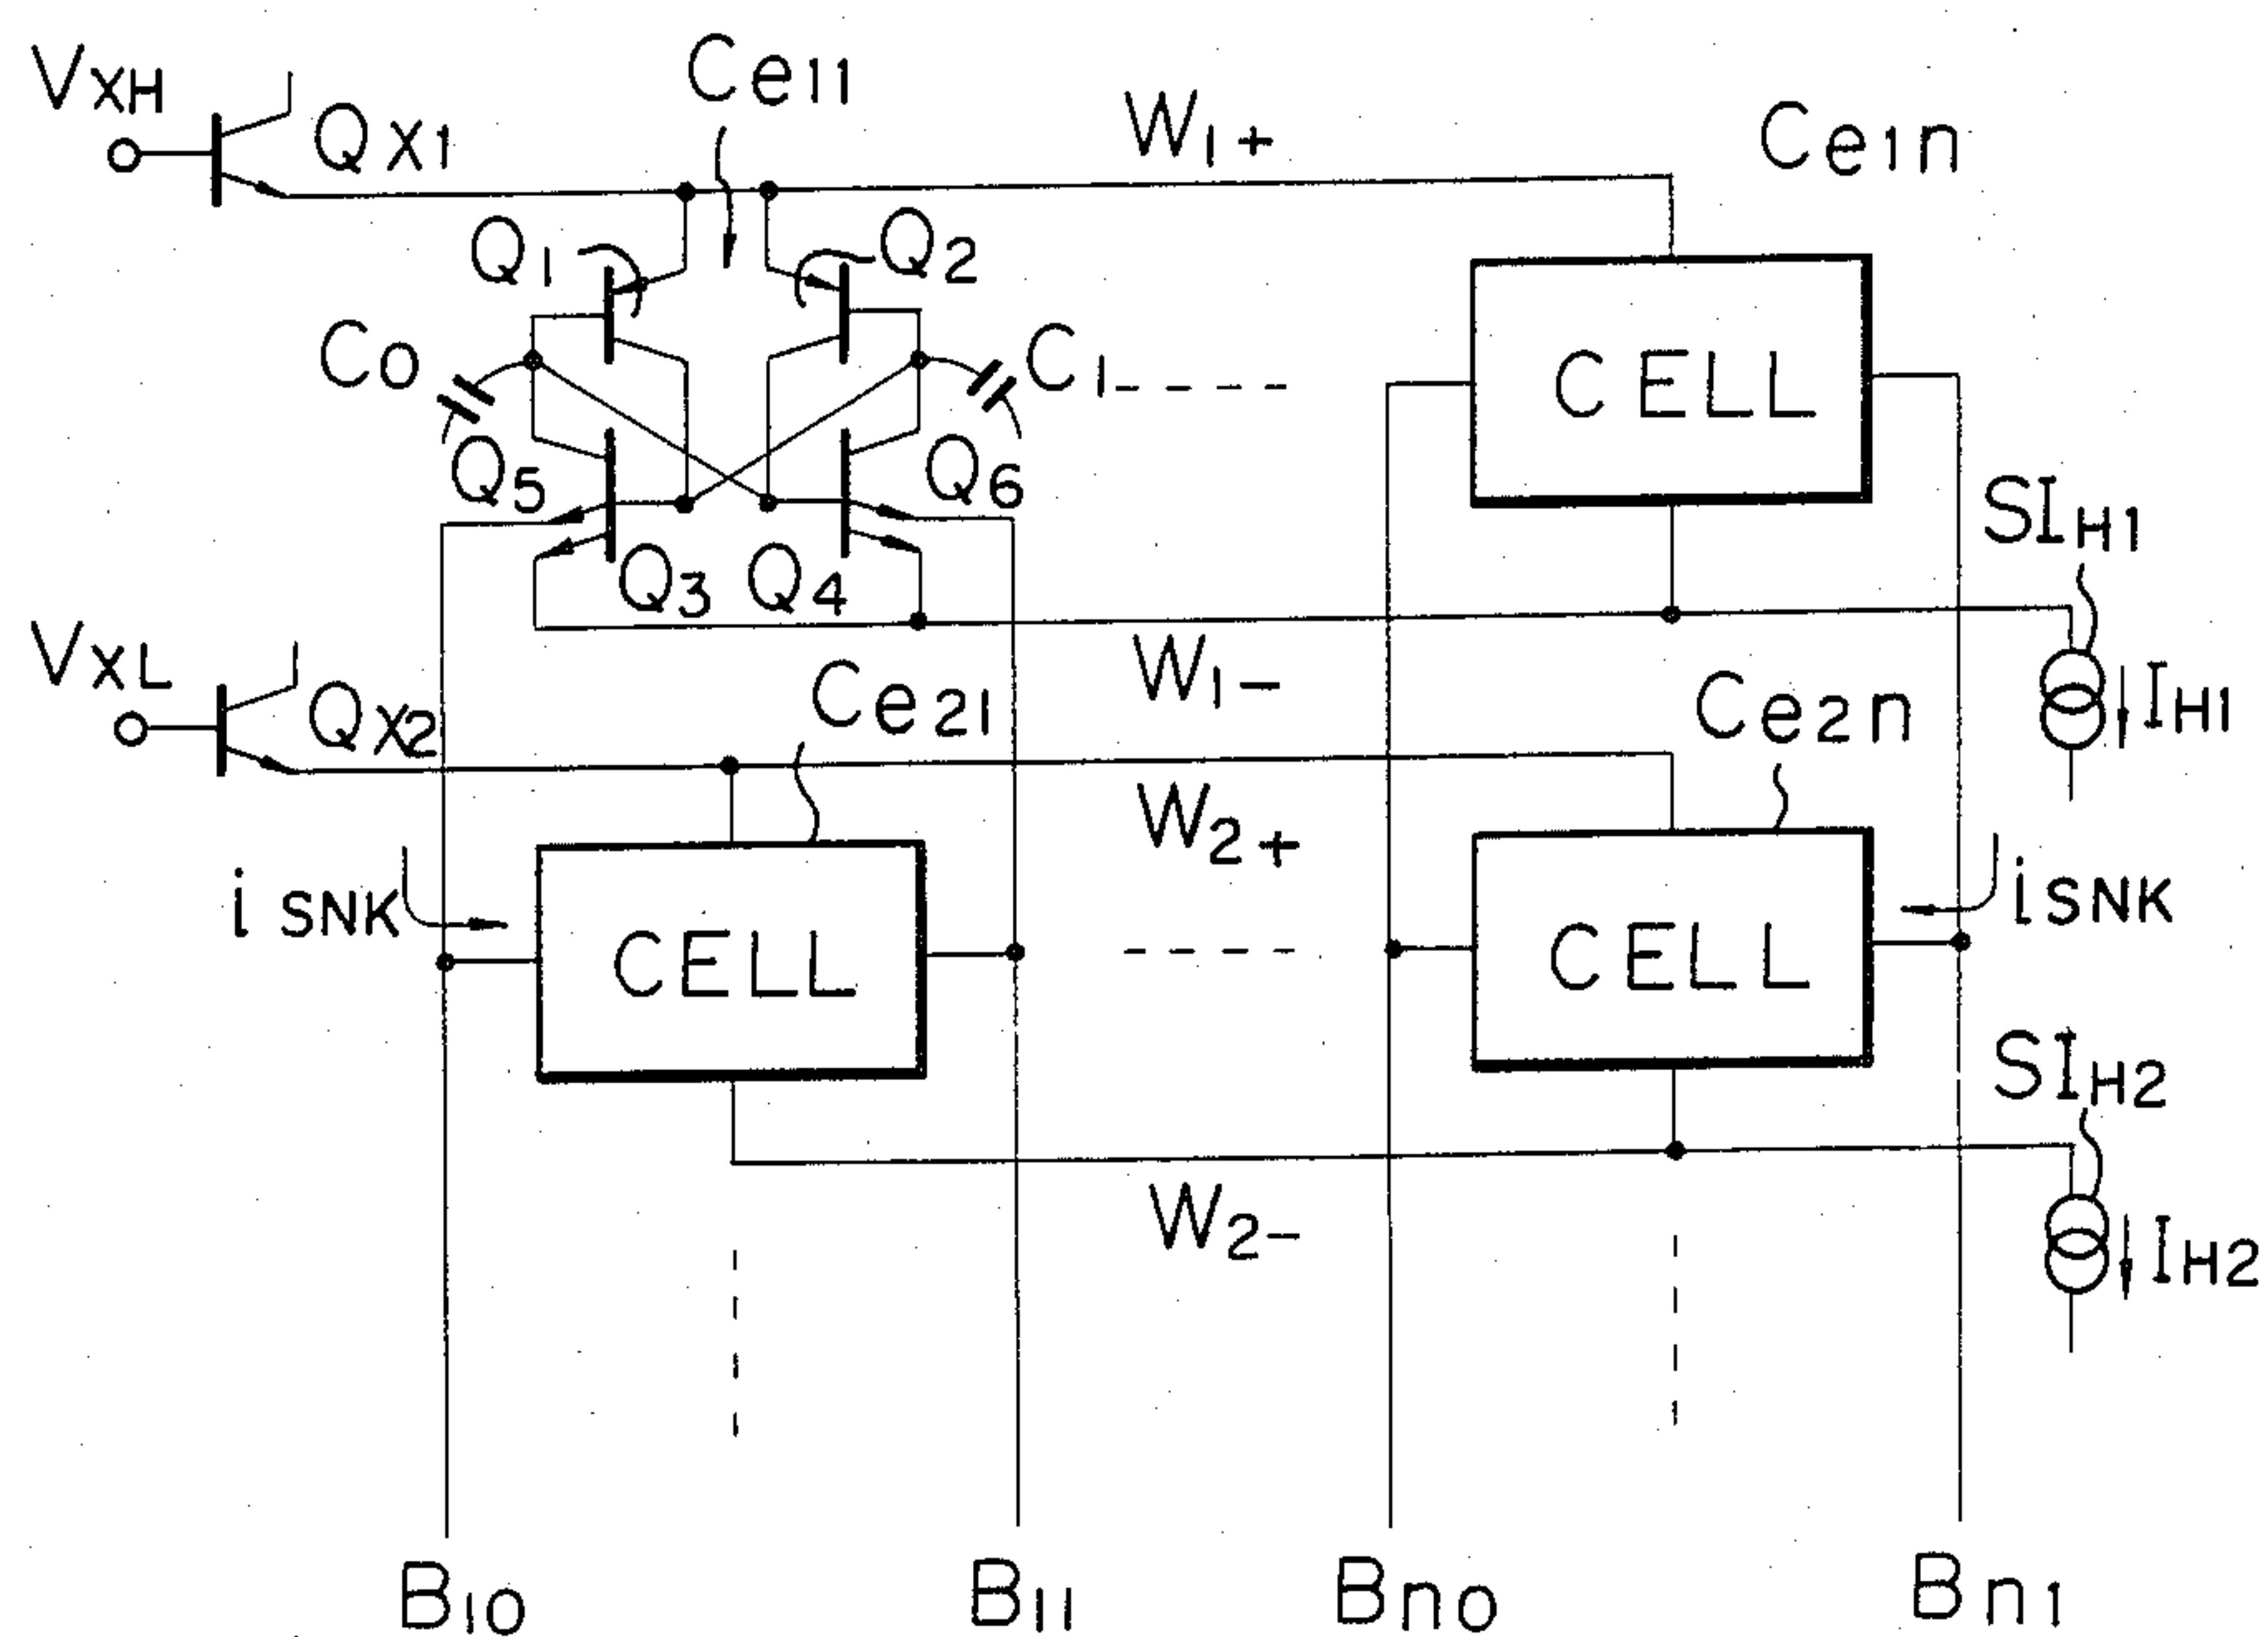 VXH
QX1
Ce11
W1+
Ce1n
Q1
Q2
C0
C1
CELL
Q5
Q6
SIH1
Q3
Q4
VXL
QX2
Ce21
W1-
Ce2n
IH1
W2+
iSNK
CELL
CELL
iSNK
SIH2
W2-
IH2
B10
B11
Bn0
Bn1